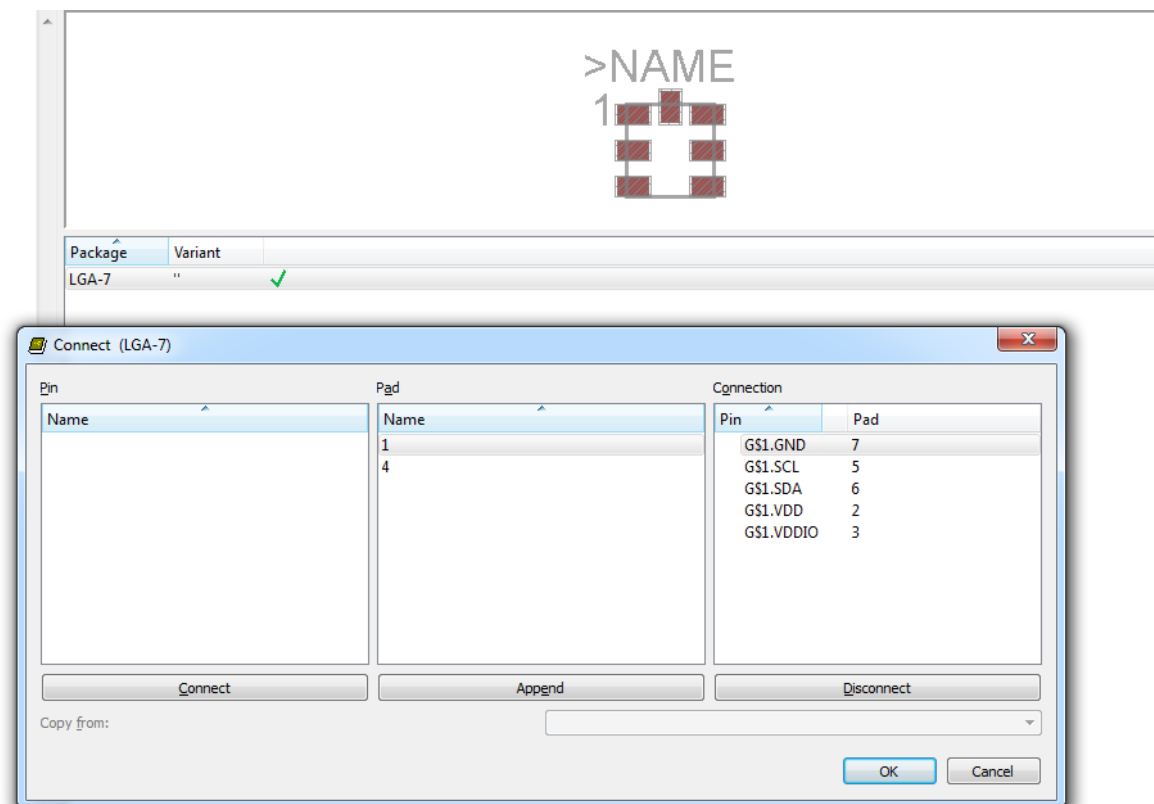 >NAME
1
Package Variant
LGA-7 ''
Connect (LGA-7)
Pin Pad Connection
Name Name Pin Pad
1 G$1.GND 7
4 G$1.SCL 5
G$1.SDA 6
G$1.VDD 2
G$1.VDDIO 3
Connect Append Disconnect
Copy from:
OK Cancel